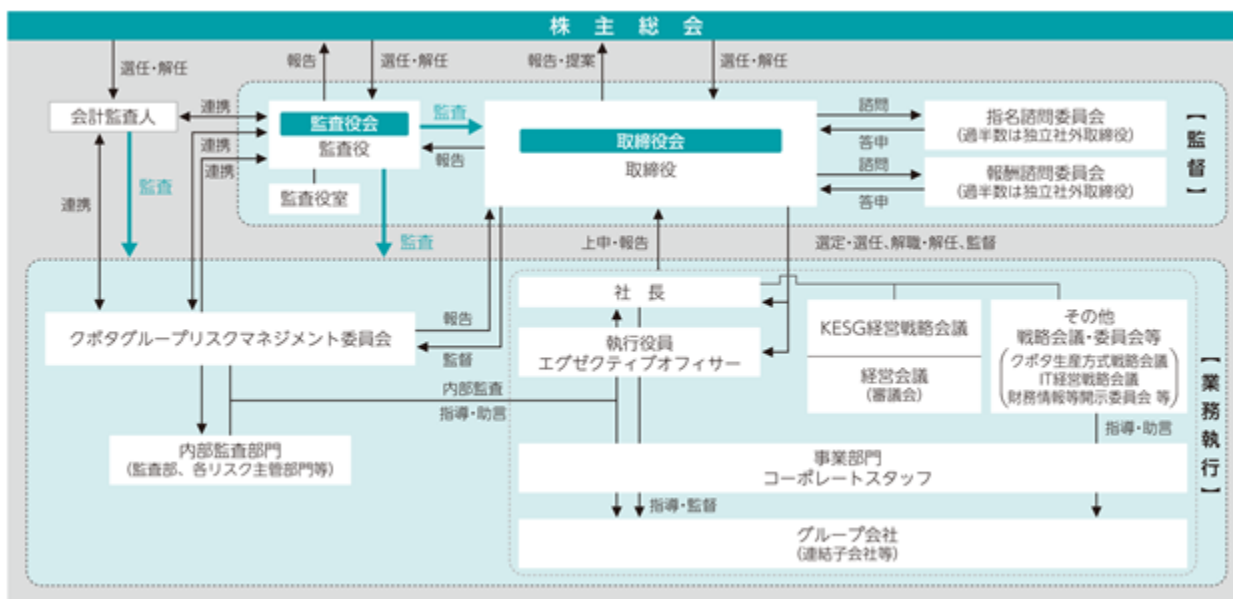 株主総会
選任・解任
報告
選任・解任
報告・提案
選任・解任
会計監査人
連携
連携
連携
監査役会
監査役
監査役室
監査
報告
取締役会
取締役
諮問
答申
指名諮問委員会
(過半数は独立社外取締役)
諮問
答申
報酬諮問委員会
(過半数は独立社外取締役)
【監督】
連携
監査
監査
上申・報告
選定・選任、解職・解任、監督
社長
執行役員
エグゼクティブオフィサー
クボタグループリスクマネジメント委員会
報告
監督
KESG経営戦略会議
経営会議
(審議会)
その他
戦略会議・委員会等
(クボタ生産方式戦略会議
IT経営戦略会議
財務情報等開示委員会 等)
【業務執行】
内部監査
指導・助言
指導・助言
内部監査部門
(監査部、各リスク主管部門等)
事業部門
コーポレートスタッフ
指導・監督
グループ会社
(連結子会社等)